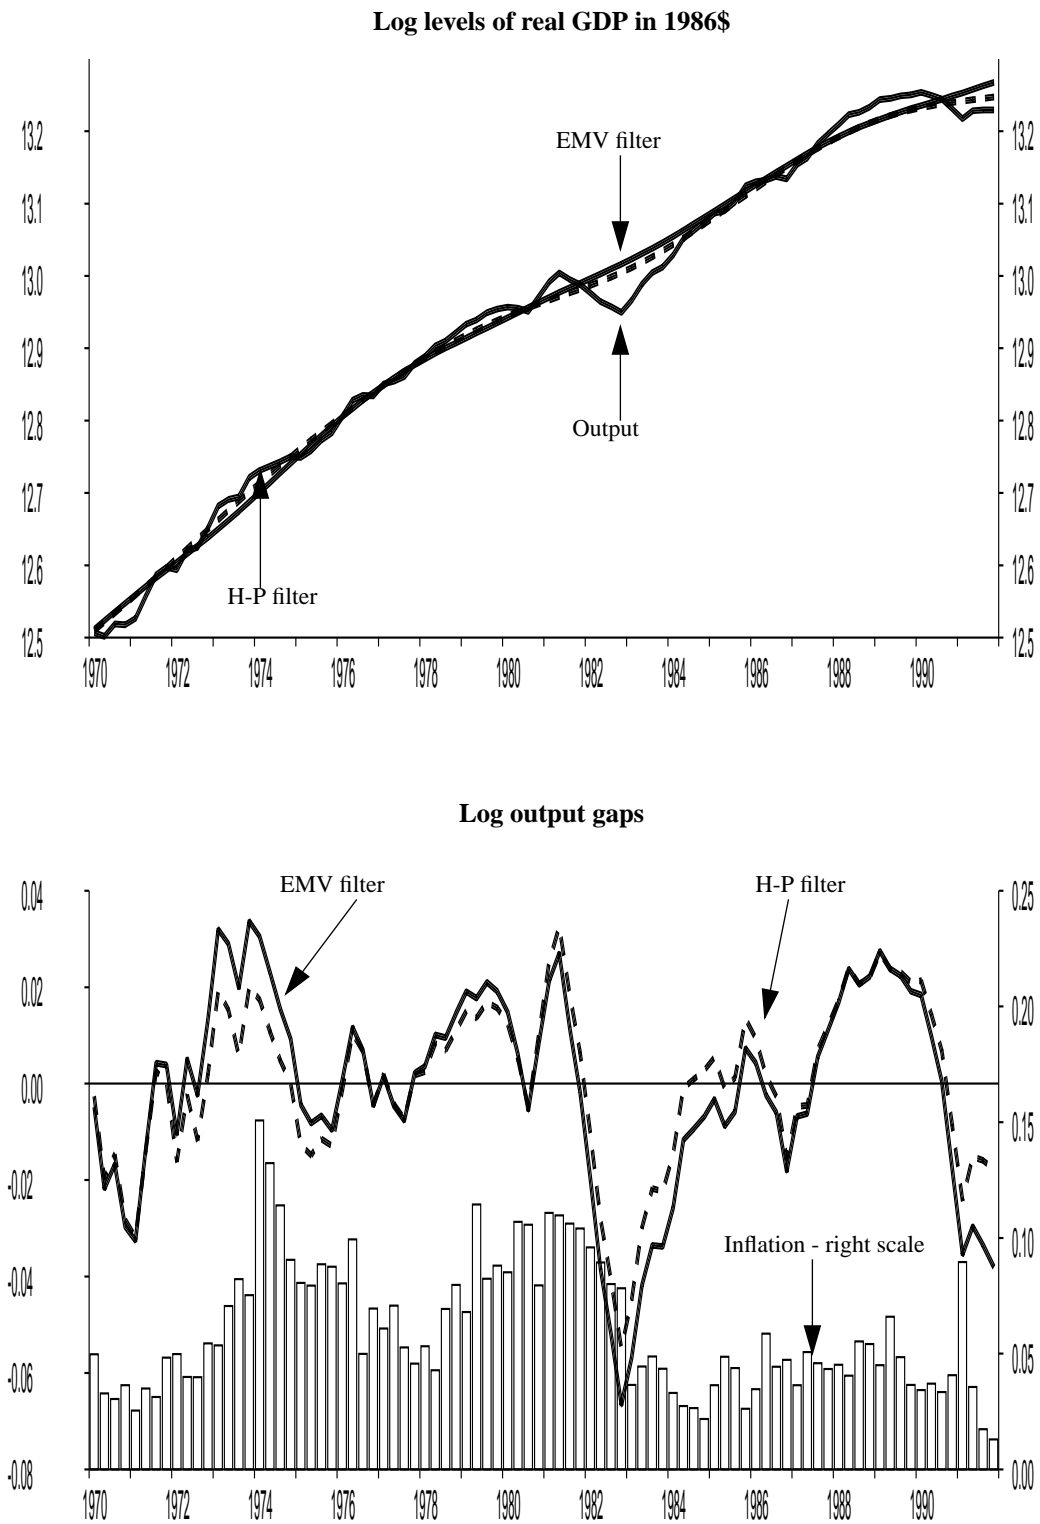 Log levels of real GDP in 1986$
13.2 13.2
EMV filter
13.1 13.1
13.0 13.0
12.9 12.9
Output
12.8 12.8
12.7 12.7
12.6 12.6
H-P filter
12.5 12.5
1970 1972 1974 1976 1978 1980 1982 1984 1986 1988 1990
Log output gaps
EMV filter H-P filter
0.04 0.25
0.02 0.20
0.00
0.15
-0.02
Inflation - right scale
0.10
-0.04
0.05
-0.06
-0.08 0.00
1970 1972 1974 1976 1978 1980 1982 1984 1986 1988 1990